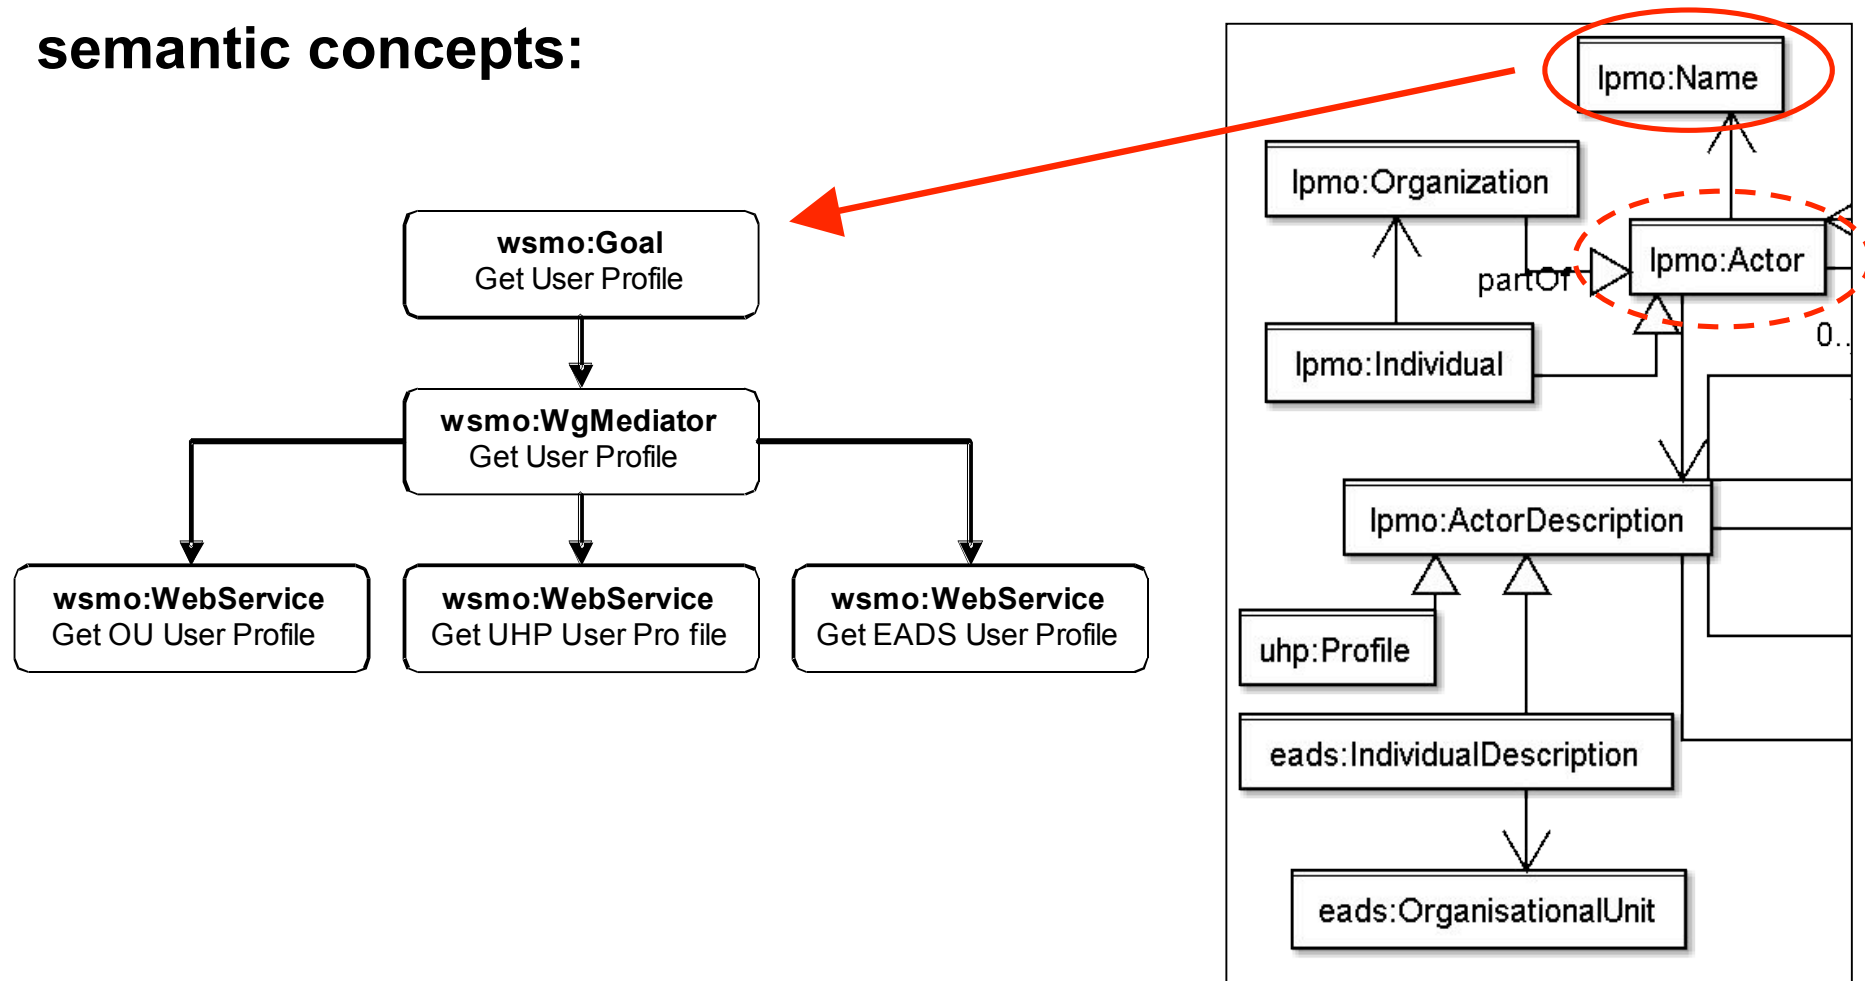 semantic concepts:
wsmo:Goal
Get User Profile
wsmo:WgMediator
Get User Profile
wsmo:WebService
Get OU User Profile
wsmo:WebService
Get UHP User Pro file
wsmo:WebService
Get EADS User Profile
lpmo:Name
lpmo:Organization
lpmo:Actor
partOf
0..
lpmo:Individual
lpmo:ActorDescription
uhp:Profile
eads:IndividualDescription
eads:OrganisationalUnit